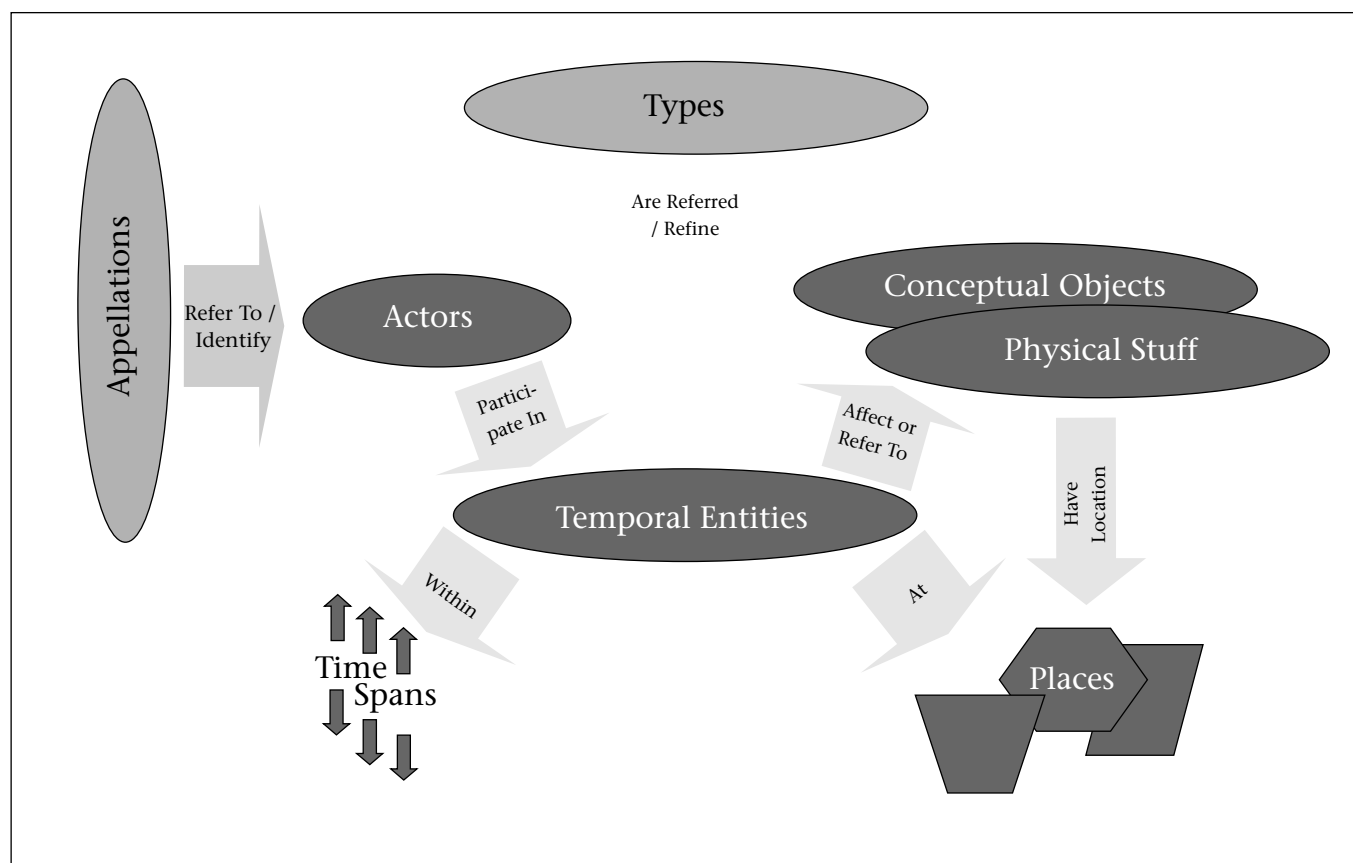 Types
Are Referred
/ Refine
Appellations
Refer To /
Identify
Actors
Conceptual Objects
Physical Stuff
Partici-
pate In
Affect or
Refer To
Have
Location
Temporal Entities
Within
At
Time
Spans
Places